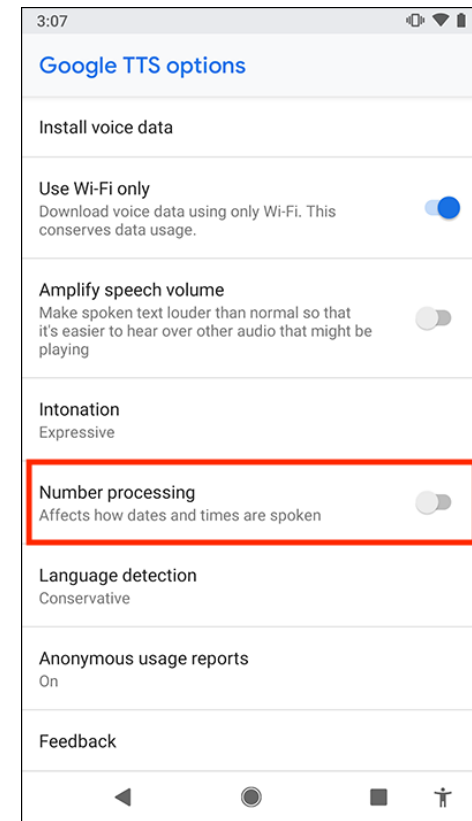 3:07
Google TTS options
Install voice data
Use Wi-Fi only
Download voice data using only Wi-Fi. This
conserves data usage.
Amplify speech volume
Make spoken text louder than normal so that
it's easier to hear over other audio that might be
playing
Intonation
Expressive
Number processing
Affects how dates and times are spoken
Language detection
Conservative
Anonymous usage reports
On
Feedback